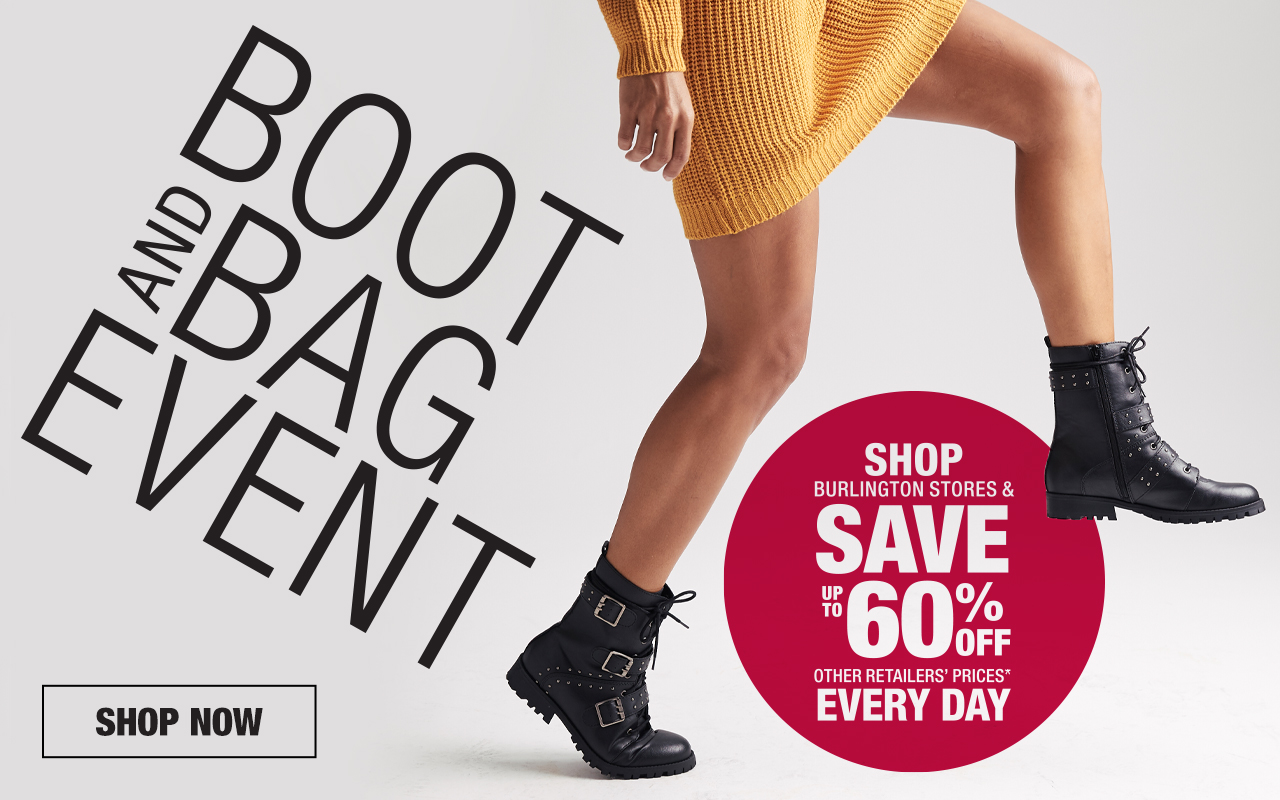 BOOT
AND BAG
EVENT
SHOP NOW
SHOP
BURLINGTON STORES &
SAVE
UP TO 60% OFF
OTHER RETAILERS' PRICES*
EVERY DAY